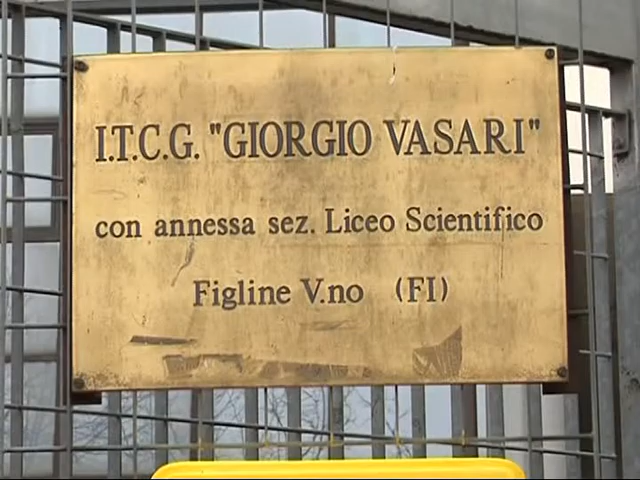 I.T.C.G. "GIORGIO VASARI"
con annessa sez. Liceo Scientifico
Figline V.no (FI)